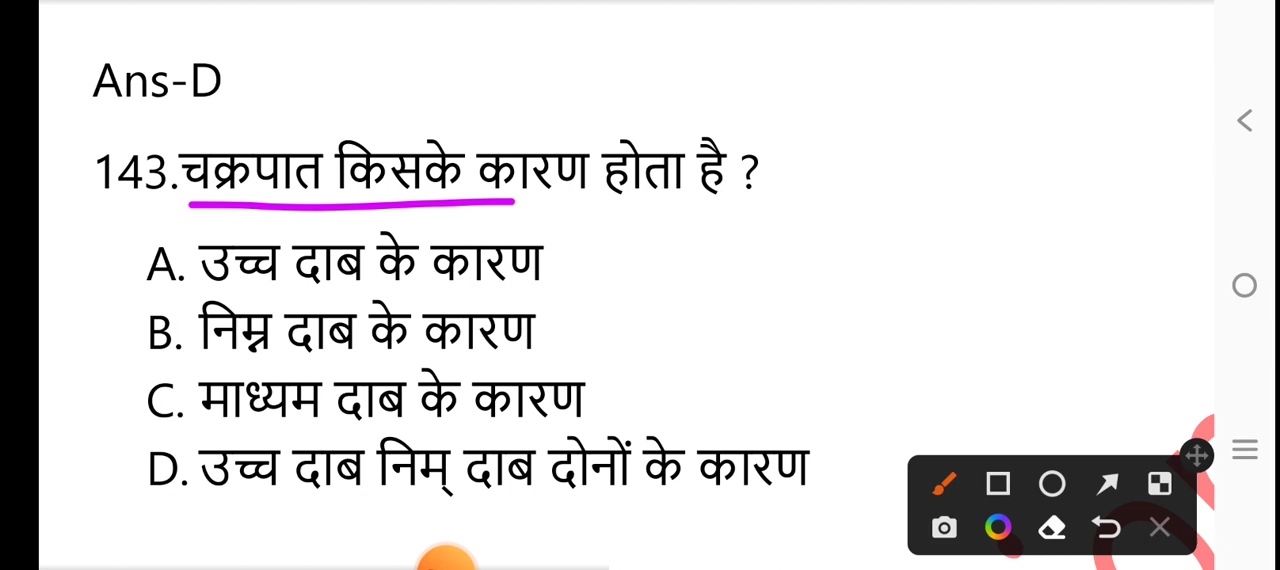 Ans-D
143.चक्रपात किसके कारण होता है ?
A. उच्च दाब के कारण
B. निम्न दाब के कारण
C. माध्यम दाब के कारण
D. उच्च दाब निम् दाब दोनों के कारण